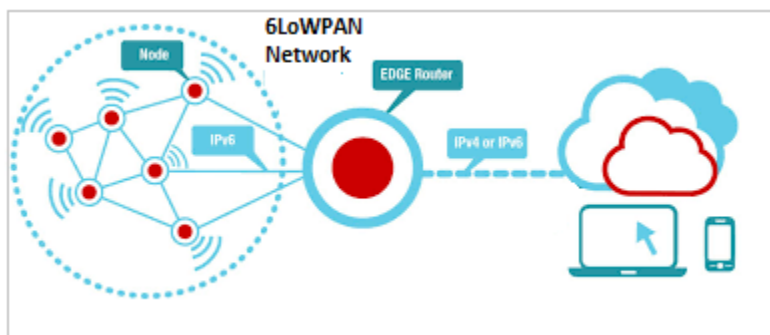 6LoWPAN
Network
Node
EDGE Router
IPv6
IPv4 or IPv6